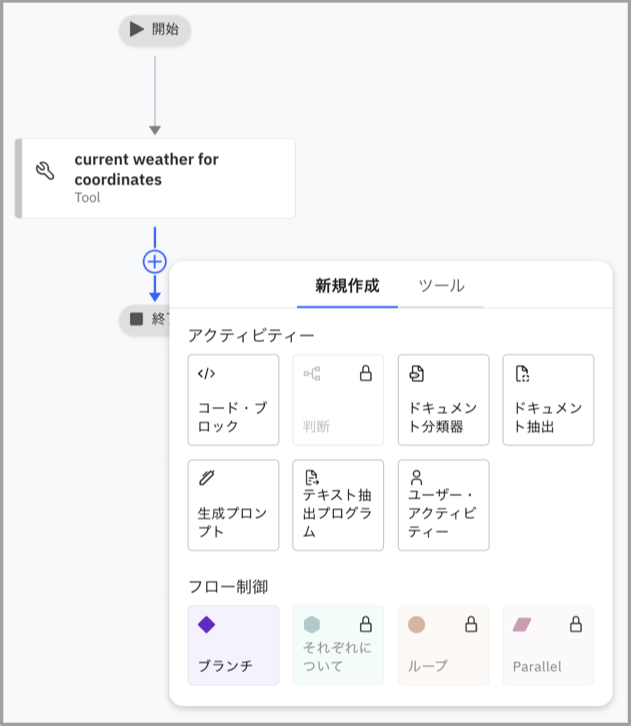 開始
current weather for
coordinates
Tool
終
新規作成
ツール
アクティビティー
コード・ブ
ロック
判断
ドキュメン
ト分類器
ドキュメン
ト抽出
生成プロン
プト
テキスト抽
出プログラ
ム
ユーザー・
アクティビ
ティー
フロー制御
ブランチ
それぞれに
ついて
ループ
Parallel